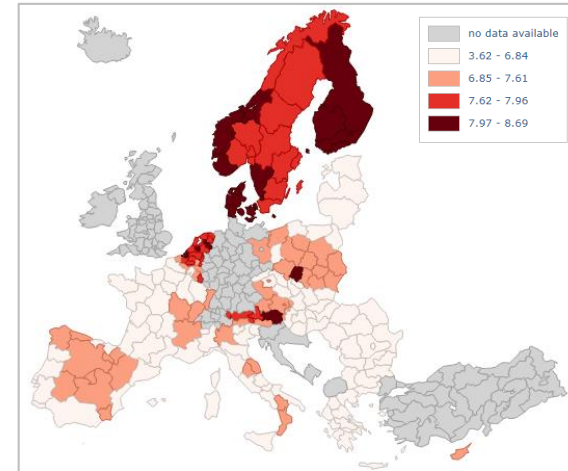 no data available
3.62 - 6.84
6.85 - 7.61
7.62 - 7.96
7.97 - 8.69